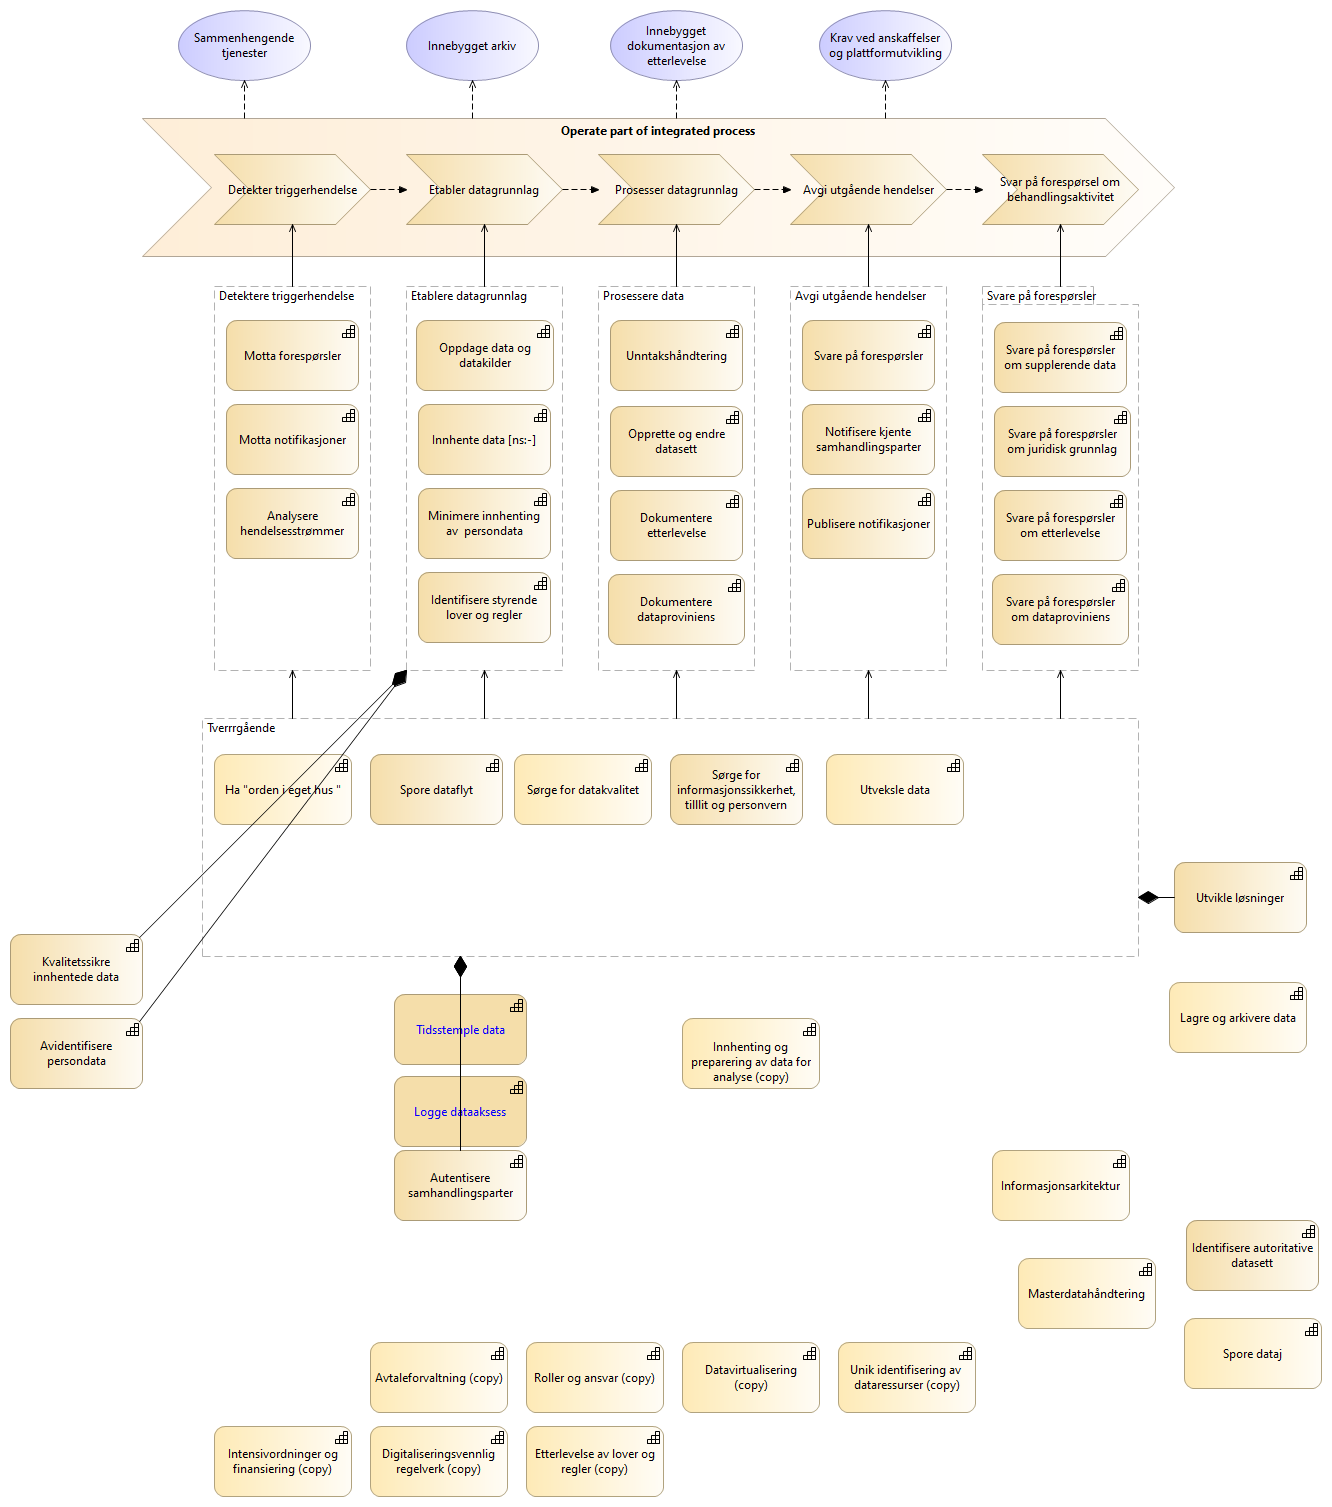 Sammenhengende
tjenester
Innebygget arkiv
Innebygget
dokumentasjon av
etterlevelse
Krav ved anskaffelser
og plattformutvikling
Operate part of integrated process
Detekter triggerhendelse
Etabler datagrunnlag
Prosesser datagrunnlag
Avgi utgående hendelser
Svar på forespørsel om
behandlingsaktivitet
Detektere triggerhendelse
Motta forespørsler
Motta notifikasjoner
Analysere
hendelsesstrømmer
Etablere datagrunnlag
Oppdage data og
datakilder
Innhente data [ns:-]
Minimere innhenting
av  persondata
Identifisere styrende
lover og regler
Prosessere data
Unntakshåndtering
Opprette og endre
datasett
Dokumentere
etterlevelse
Dokumentere
dataproviniens
Avgi utgående hendelser
Svare på forespørsler
Notifisere kjente
samhandlingsparter
Publisere notifikasjoner
Svare på forespørsler
Svare på forespørsler
om supplerende data
Svare på forespørsler
om juridisk grunnlag
Svare på forespørsler
om etterlevelse
Svare på forespørsler
om dataproviniens
Tverrrgående
Ha "orden i eget hus "
Spore dataflyt
Sørge for datakvalitet
Sørge for
informasjonssikkerhet,
tilllit og personvern
Utveksle data
Utvikle løsninger
Kvalitetssikre
innhentede data
Avidentifisere
persondata
Lagre og arkivere data
Tidsstemple data
Logge dataaksess
Autentisere
samhandlingsparter
Innhenting og
preparering av data for
analyse (copy)
Informasjonsarkitektur
Identifisere autoritative
datasett
Masterdatahåndtering
Spore dataj
Avtaleforvaltning (copy)
Roller og ansvar (copy)
Datavirtualisering
(copy)
Unik identifisering av
dataressurser (copy)
Intensivordninger og
finansiering (copy)
Digitaliseringsvennlig
regelverk (copy)
Etterlevelse av lover og
regler (copy)